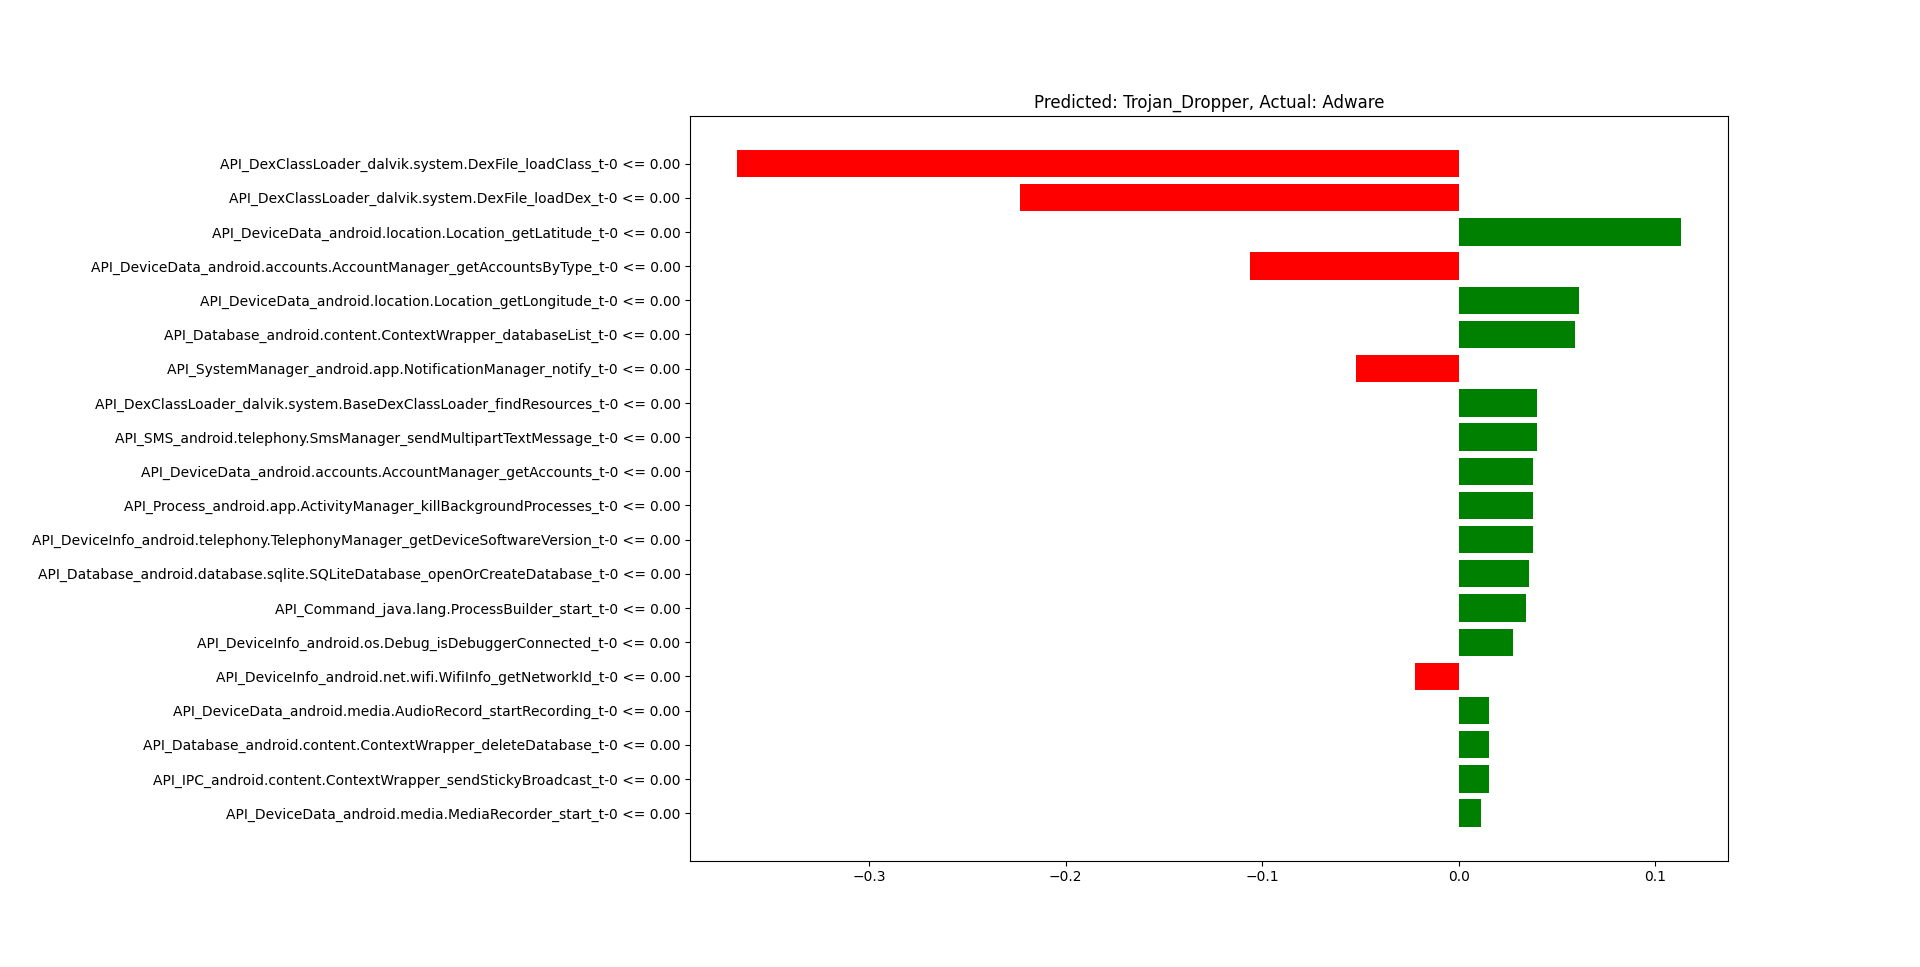 Predicted: Trojan_Dropper, Actual: Adware
API_DexClassLoader_dalvik.system.DexFile_loadClass_t-0 <= 0.00
API_DexClassLoader_dalvik.system.DexFile_loadDex_t-0 <= 0.00
API_DeviceData_android.location.Location_getLatitude_t-0 <= 0.00
API_DeviceData_android.accounts.AccountManager_getAccountsByType_t-0 <= 0.00
API_DeviceData_android.location.Location_getLongitude_t-0 <= 0.00
API_Database_android.content.ContextWrapper_databaseList_t-0 <= 0.00
API_SystemManager_android.app.NotificationManager_notify_t-0 <= 0.00
API_DexClassLoader_dalvik.system.BaseDexClassLoader_findResources_t-0 <= 0.00
API_SMS_android.telephony.SmsManager_sendMultipartTextMessage_t-0 <= 0.00
API_DeviceData_android.accounts.AccountManager_getAccounts_t-0 <= 0.00
API_Process_android.app.ActivityManager_killBackgroundProcesses_t-0 <= 0.00
API_DeviceInfo_android.telephony.TelephonyManager_getDeviceSoftwareVersion_t-0 <= 0.00
API_Database_android.database.sqlite.SQLiteDatabase_openOrCreateDatabase_t-0 <= 0.00
API_Command_java.lang.ProcessBuilder_start_t-0 <= 0.00
API_DeviceInfo_android.os.Debug_isDebuggerConnected_t-0 <= 0.00
API_DeviceInfo_android.net.wifi.WifiInfo_getNetworkId_t-0 <= 0.00
API_DeviceData_android.media.AudioRecord_startRecording_t-0 <= 0.00
API_Database_android.content.ContextWrapper_deleteDatabase_t-0 <= 0.00
API_IPC_android.content.ContextWrapper_sendStickyBroadcast_t-0 <= 0.00
API_DeviceData_android.media.MediaRecorder_start_t-0 <= 0.00
−0.3 −0.2 −0.1 0.0 0.1